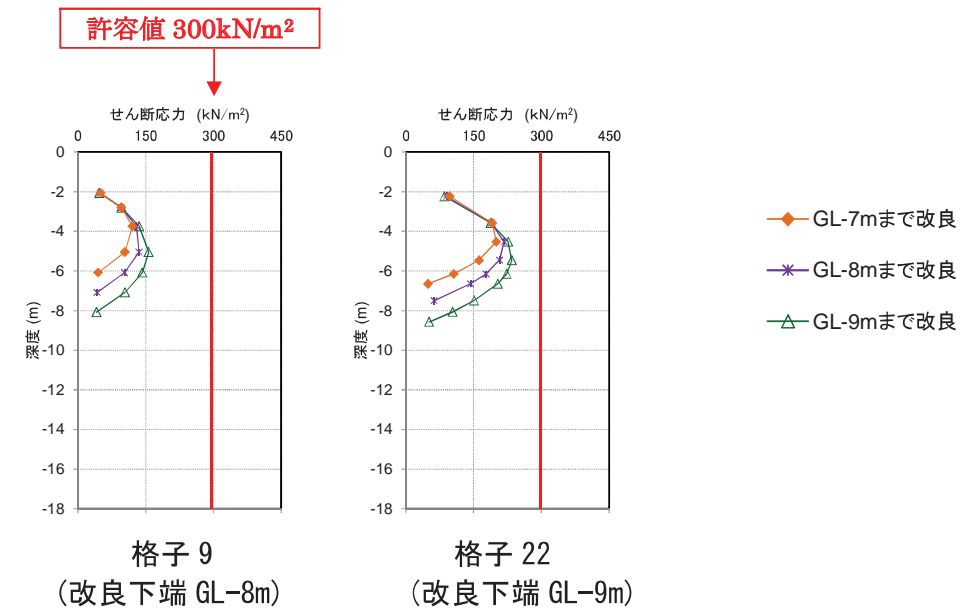 許容値 300kN/m²
せん断応力 (kN/m²)
0 150 300 450
0
-2
-4
-6
-8
-10
-12
-14
-16
-18
深度 (m)
格子 9
(改良下端 GL-8m)
せん断応力 (kN/m²)
0 150 300 450
0
-2
-4
-6
-8
-10
-12
-14
-16
-18
深度 (m)
格子 22
(改良下端 GL-9m)
GL-7mまで改良
GL-8mまで改良
GL-9mまで改良